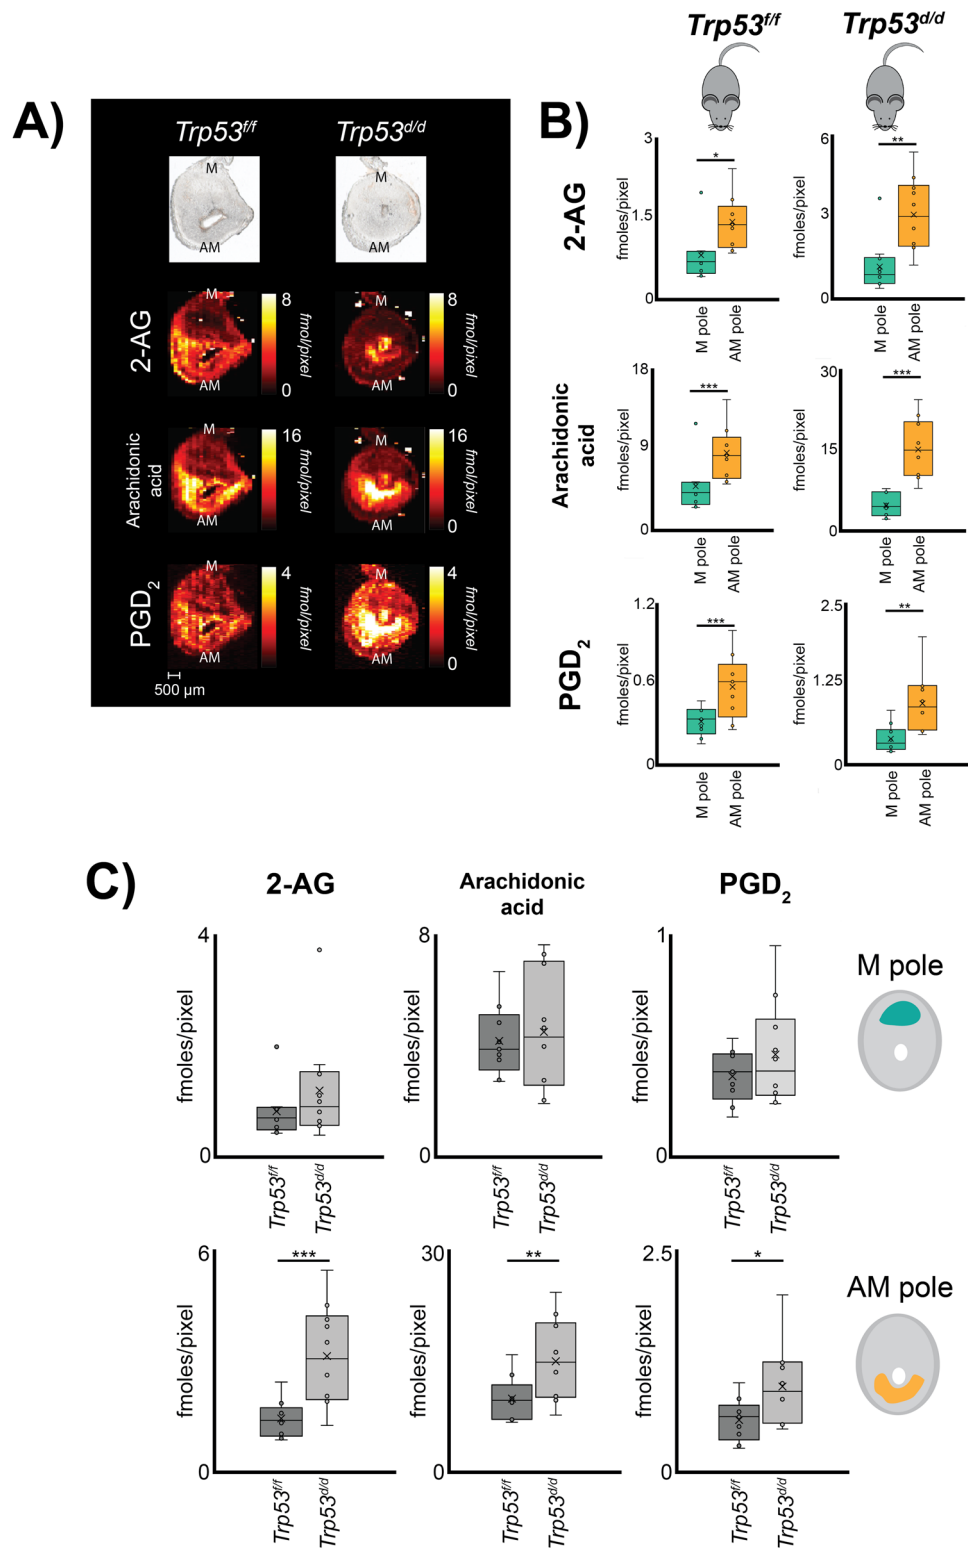 A)
Trp53f/f
Trp53d/d
M
M
AM
AM
2-AG
M
AM
8
0
fmol/pixel
M
AM
8
0
fmol/pixel
Arachidonic
acid
M
AM
16
0
fmol/pixel
M
AM
16
0
fmol/pixel
PGD2
M
AM
4
0
fmol/pixel
M
AM
4
0
fmol/pixel
500 µm
B)
Trp53f/f
Trp53d/d
2-AG
fmoles/pixel
3
1.5
0
*
M pole
AM pole
fmoles/pixel
6
3
0
**
M pole
AM pole
Arachidonic
acid
fmoles/pixel
18
9
0
***
M pole
AM pole
fmoles/pixel
30
15
0
***
M pole
AM pole
PGD2
fmoles/pixel
1.2
0.6
0
***
M pole
AM pole
fmoles/pixel
2.5
1.25
0
**
M pole
AM pole
C)
2-AG
Arachidonic
acid
PGD2
fmoles/pixel
4
0
Trp53f/f
Trp53d/d
fmoles/pixel
8
0
Trp53f/f
Trp53d/d
fmoles/pixel
1
0
Trp53f/f
Trp53d/d
M pole
fmoles/pixel
6
0
***
Trp53f/f
Trp53d/d
fmoles/pixel
30
0
**
Trp53f/f
Trp53d/d
fmoles/pixel
2.5
0
*
Trp53f/f
Trp53d/d
AM pole